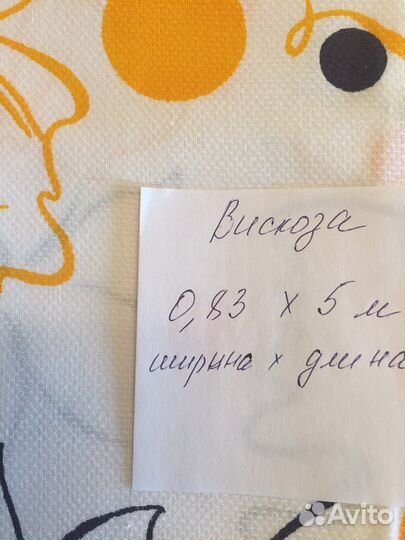 Вискоза
0,83 х 5 м
ширина х длина
Avito